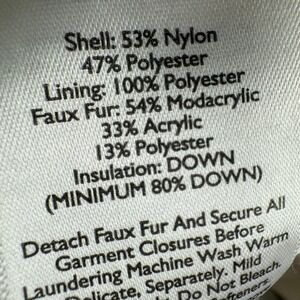 Shell: 53% Nylon
47% Polyester
Lining: 100% Polyester
Faux Fur: 54% Modacrylic
33% Acrylic
13% Polyester
Insulation: DOWN
(MINIMUM 80% DOWN)
Detach Faux Fur And Secure All
Garment Closures Before
Laundering Machine Wash Warm
Delicate, Separately. Mild
Do Not Bleach.